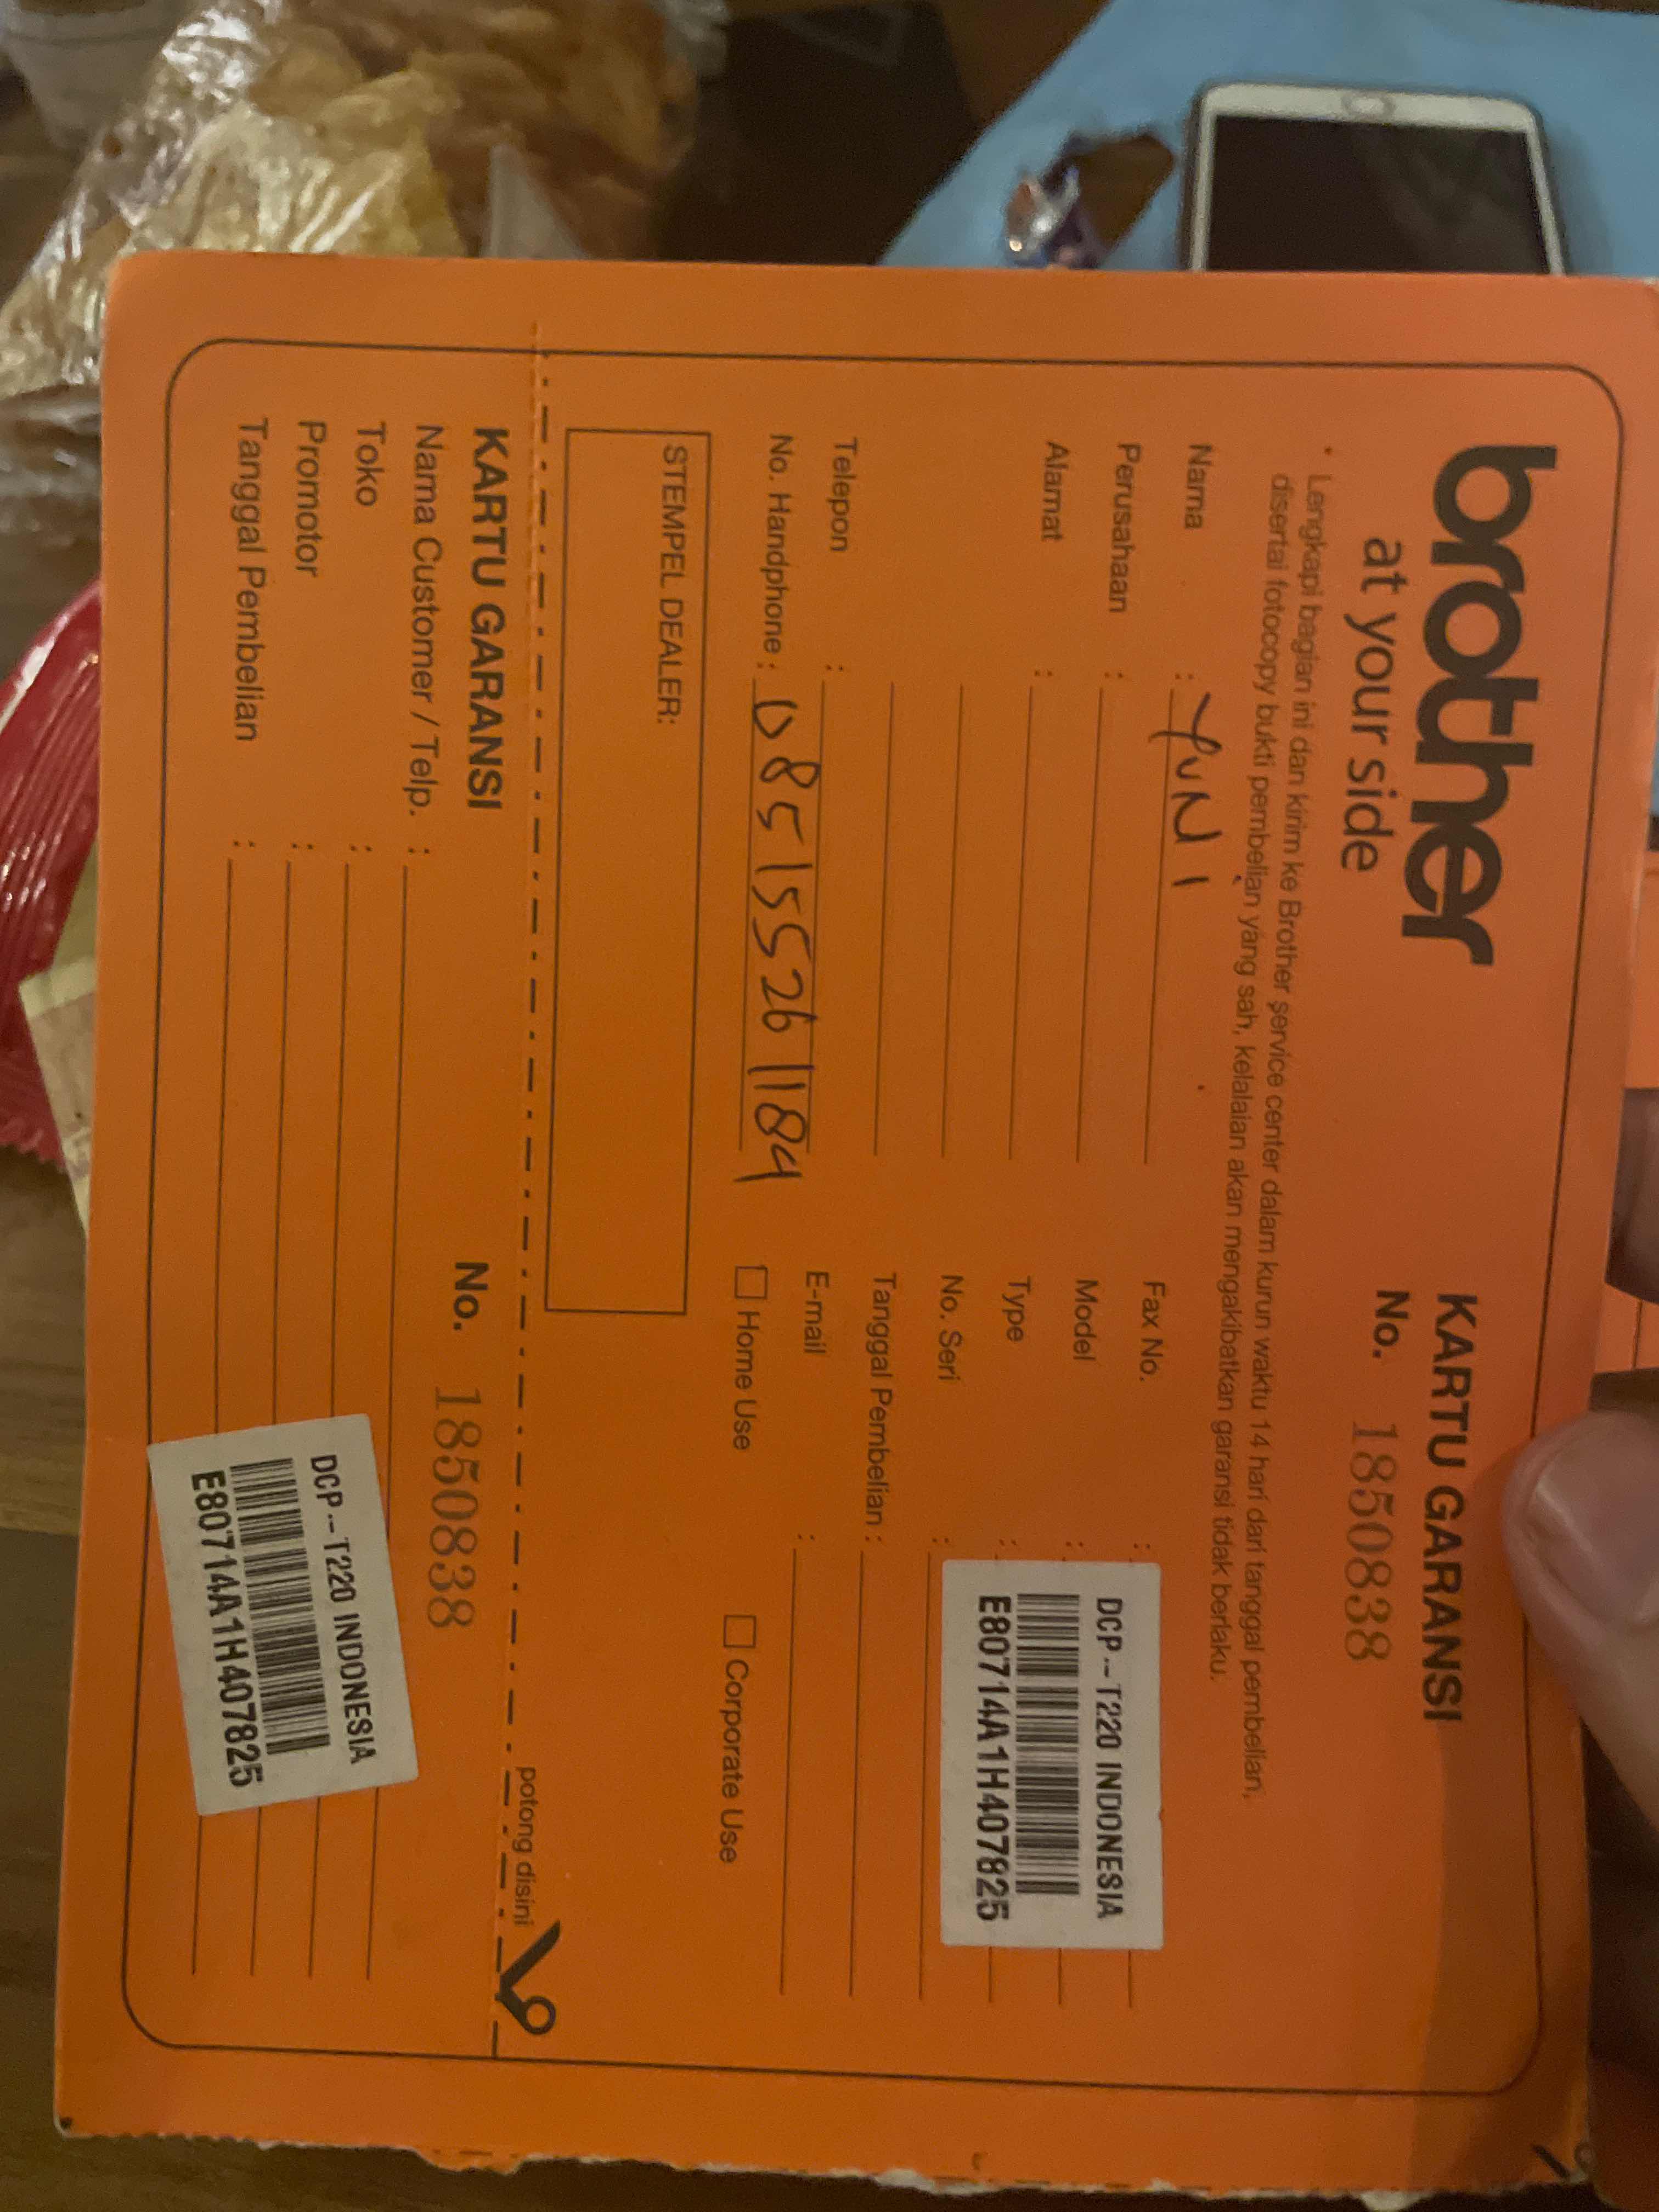 brother
at your side
KARTU GARANSI
No. 1850838
• Lengkapi bagian ini dan kirim ke Brother service center dalam kurun waktu 14 hari dari tanggal pembelian,
disertai fotocopy bukti pembelian yang sah, kelalaian akan mengakibatkan garansi tidak berlaku.
Nama : YUNI
Perusahaan :
Alamat :
Telepon :
No. Handphone : 085155261184
Fax No. :
Model :
Type :
No. Seri :
DCP-T220 INDONESIA
E80714A1H407825
Tanggal Pembelian :
E-mail :
Home Use
Corporate Use
STEMPEL DEALER:
potong disini
KARTU GARANSI
No. 1850838
Nama Customer / Telp. :
Toko :
Promotor :
Tanggal Pembelian :
DCP-T220 INDONESIA
E80714A1H407825